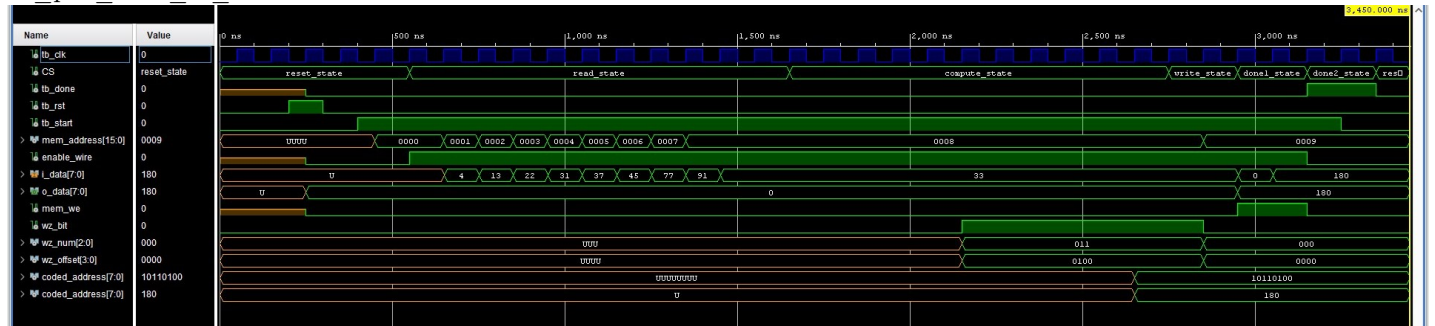 3,450.000 ns
Name Value 0 ns 500 ns 1,000 ns 1,500 ns 2,000 ns 2,500 ns 3,000 ns
tb_clk 0
CS reset_state reset_state read_state compute_state write_state done1_state done2_state res
tb_done 0
tb_rst 0
tb_start 0
mem_address[15:0] 0009 UUUU 0000 0001 0002 0003 0004 0005 0006 0007 0008 0009
enable_wire 0
i_data[7:0] 180 U 4 13 22 31 37 45 77 91 33 0 180
o_data[7:0] 180 U 0 180
mem_we 0
wz_bit 0
wz_num[2:0] 000 UUU 011 000
wz_offset[3:0] 0000 UUUU 0100 0000
coded_address[7:0] 10110100 UUUUUUUU 10110100
coded_address[7:0] 180 U 180